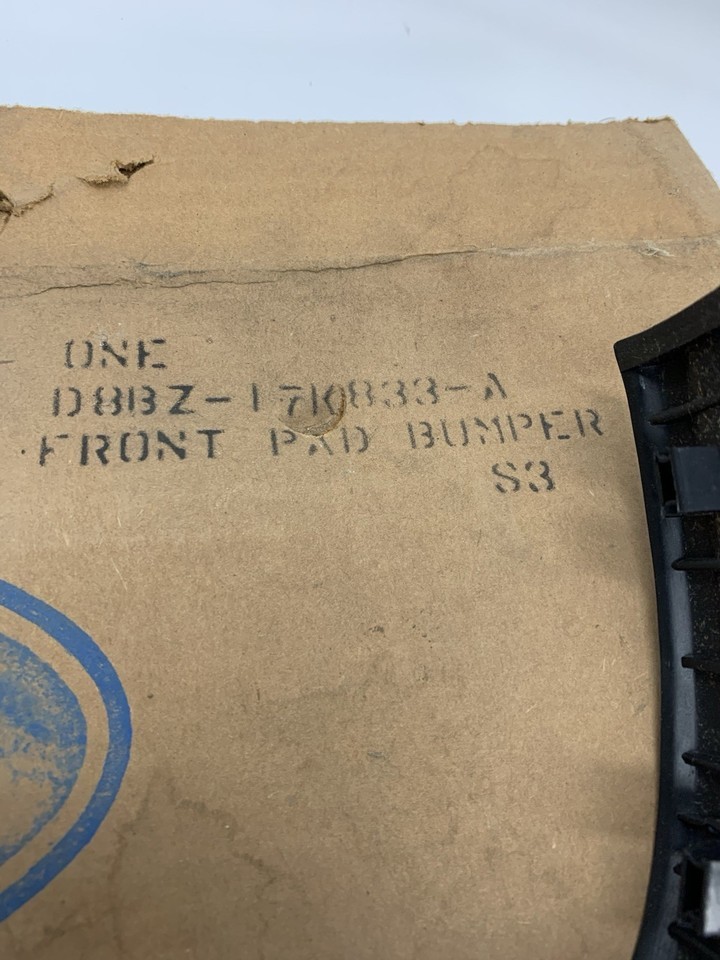 ONE
D8BZ-17K833-A
FRONT PAD BUMPER
S3